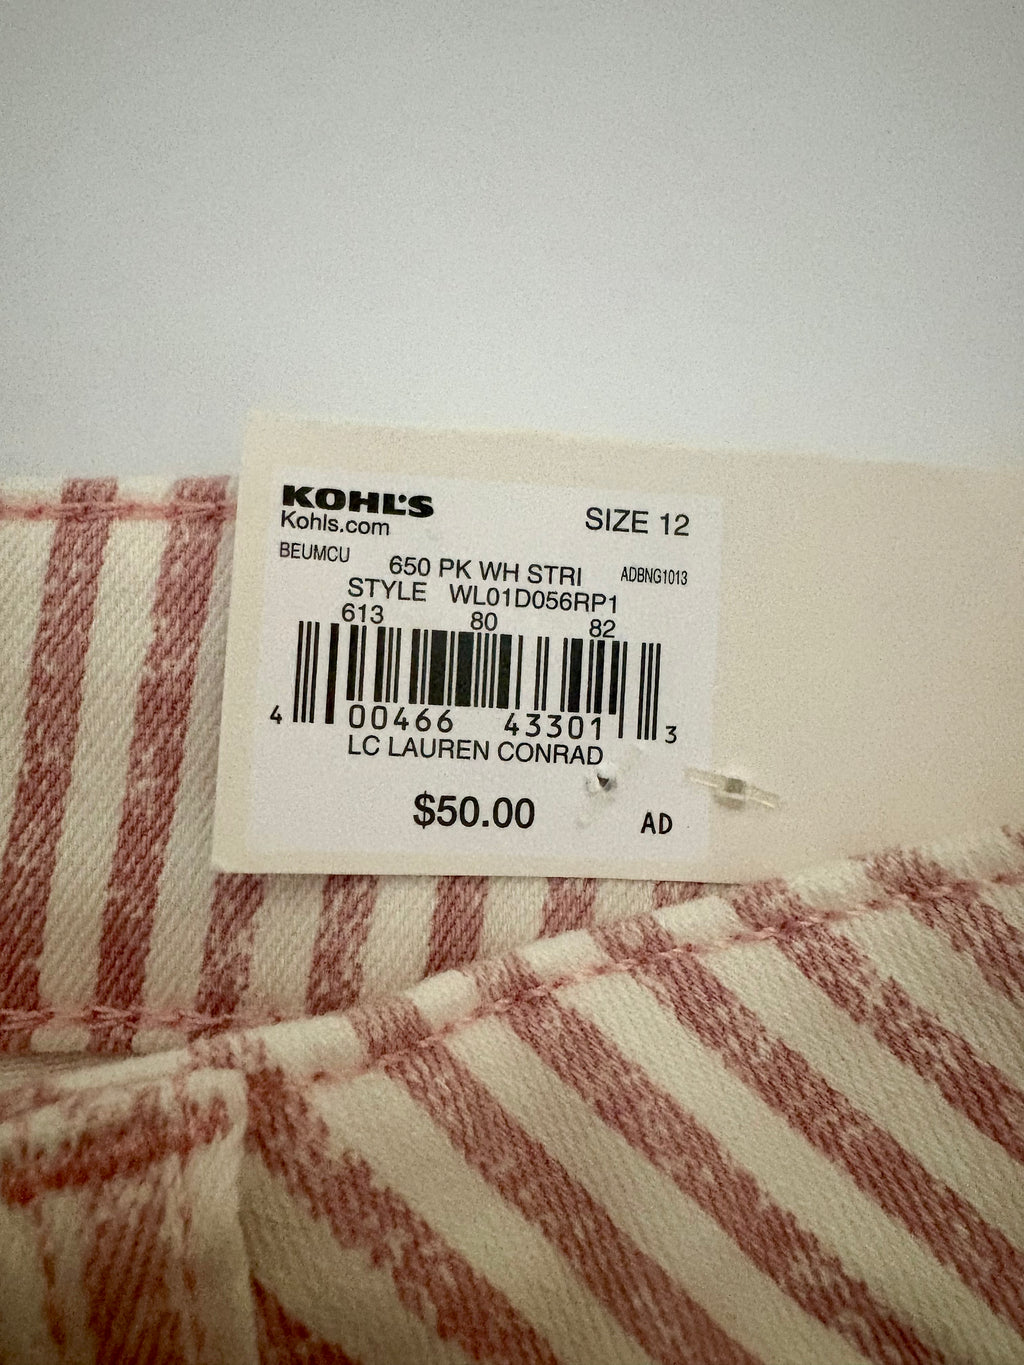 KOHL'S
Kohls.com
SIZE 12
BEUMCU 650 PK WH STRI ADBNG1013
STYLE WL01D056RP1
613 80 82
4 00466 43301 3
LC LAUREN CONRAD
$50.00 AD